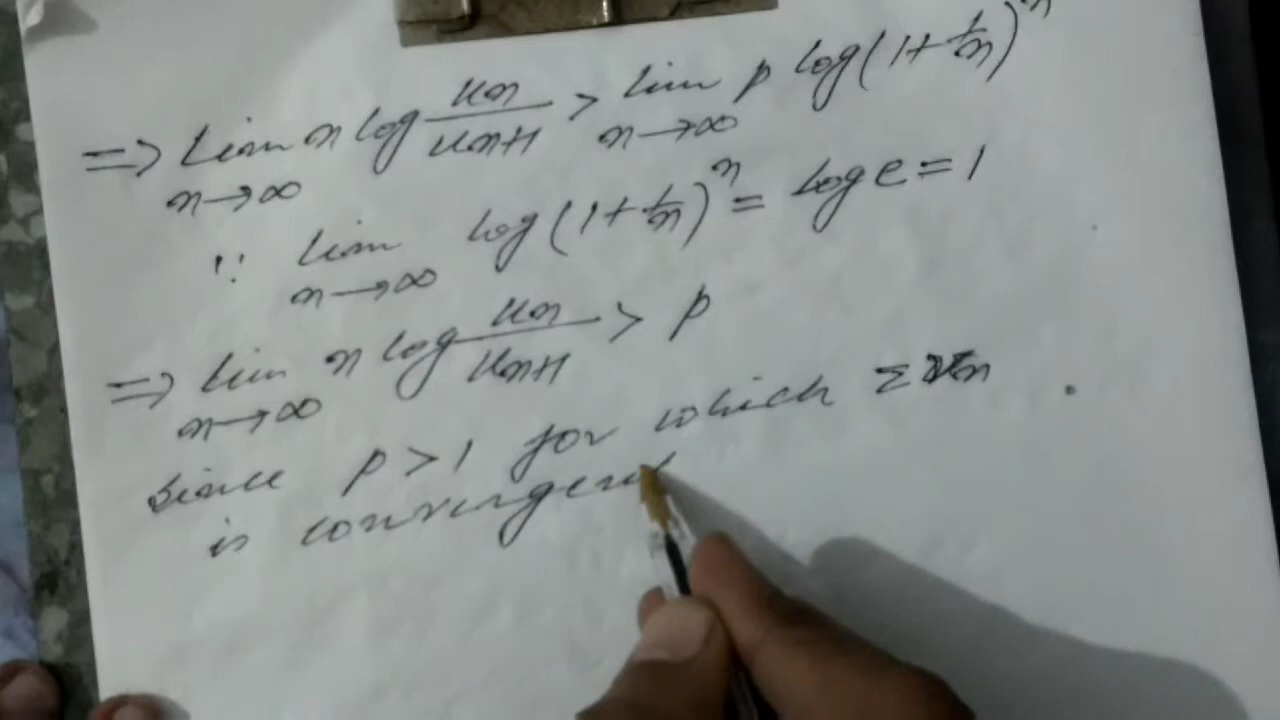 => lim n→∞ n log un/un+1 > lim n→∞ p log(1+1/n)^n
∵ lim n→∞ log(1+1/n)^n = log e = 1
=> lim n→∞ n log un/un+1 > p
since p>1 for which Σvn
is convergent